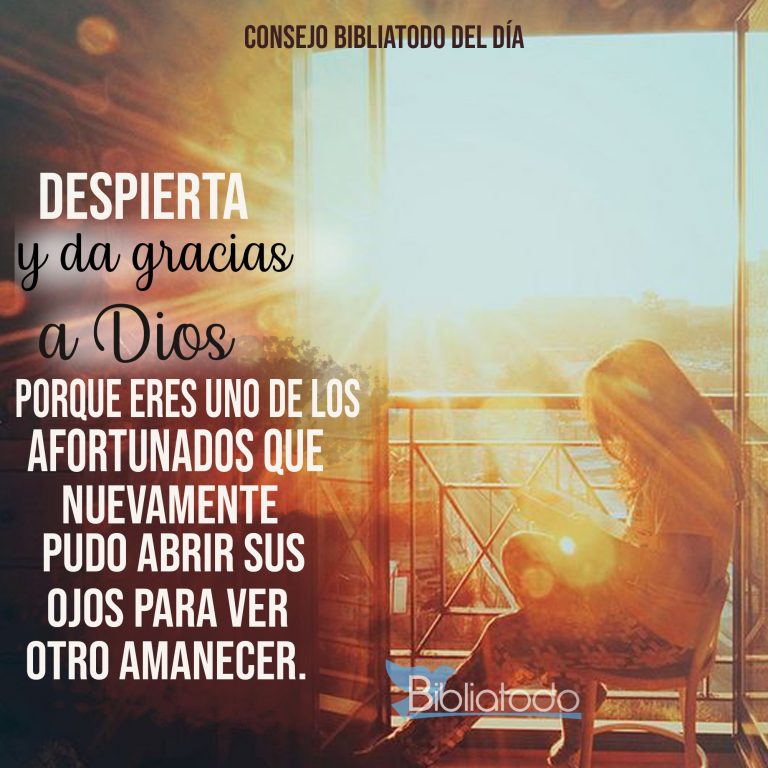 CONSEJO BIBLIATODO DEL DÍA
DESPIERTA
y da gracias
a Dios
PORQUE ERES UNO DE LOS
AFORTUNADOS QUE
NUEVAMENTE
PUDO ABRIR SUS
OJOS PARA VER
OTRO AMANECER.
Bibliatodo